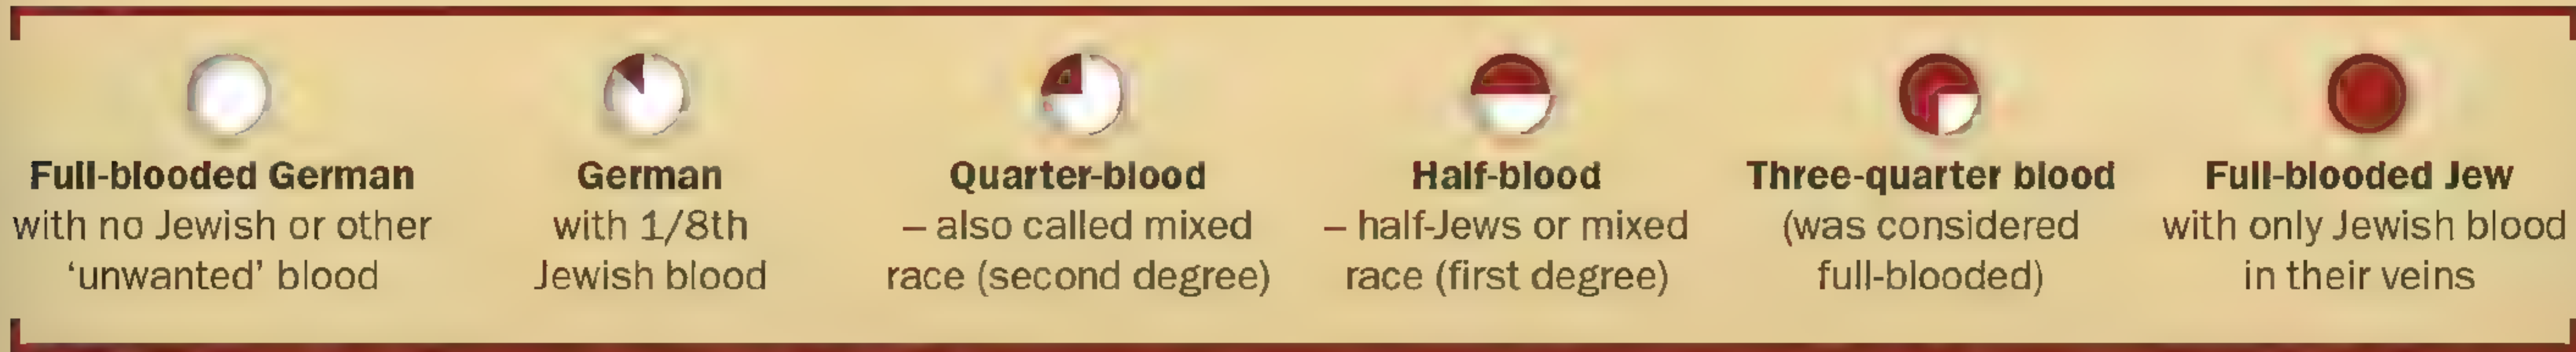 Full-blooded German
with no Jewish or other
‘unwanted’ blood
German
with 1/8th
Jewish blood
Quarter-blood
– also called mixed
race (second degree)
Half-blood
– half-Jews or mixed
race (first degree)
Three-quarter blood
(was considered
full-blooded)
Full-blooded Jew
with only Jewish blood
in their veins